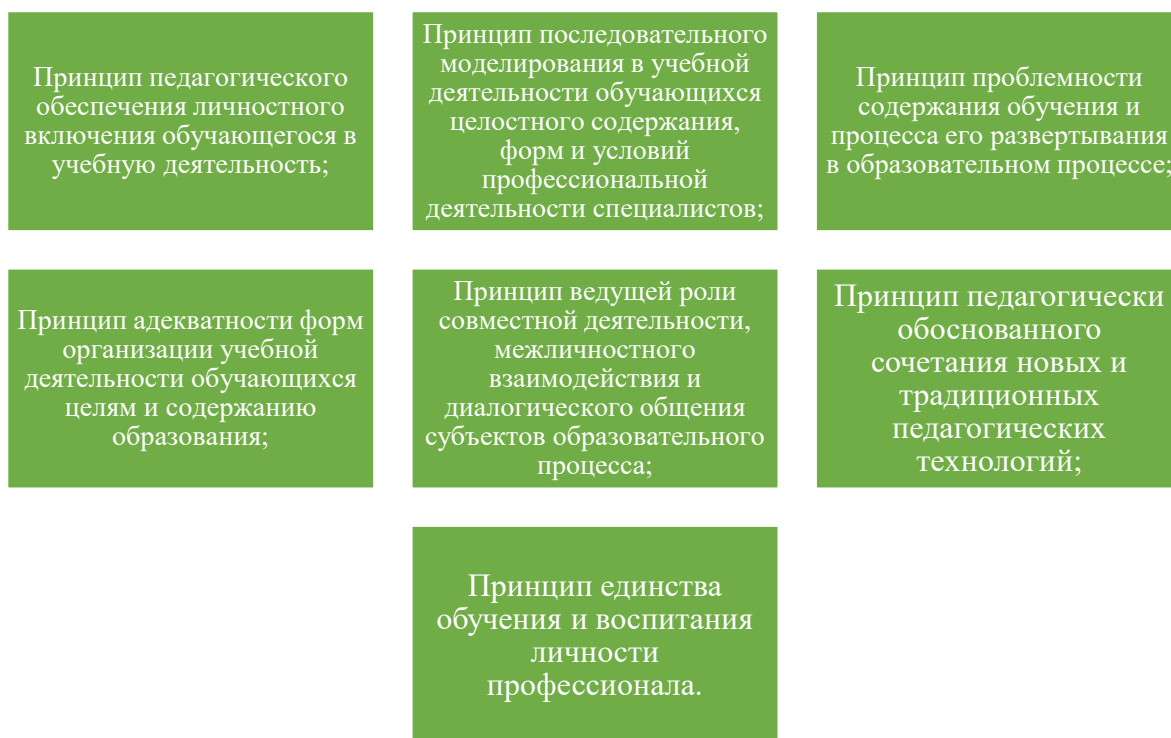 Принцип педагогического
обеспечения личностного
включения обучающегося в
учебную деятельность;
Принцип последовательного
моделирования в учебной
деятельности обучающихся
целостного содержания,
форм и условий
профессиональной
деятельности специалистов;
Принцип проблемности
содержания обучения и
процесса его развертывания
в образовательном процессе;
Принцип адекватности форм
организации учебной
деятельности обучающихся
целям и содержанию
образования;
Принцип ведущей роли
совместной деятельности,
межличностного
взаимодействия и
диалогического общения
субъектов образовательного
процесса;
Принцип педагогически
обоснованного
сочетания новых и
традиционных
педагогических
технологий;
Принцип единства
обучения и воспитания
личности
профессионала.